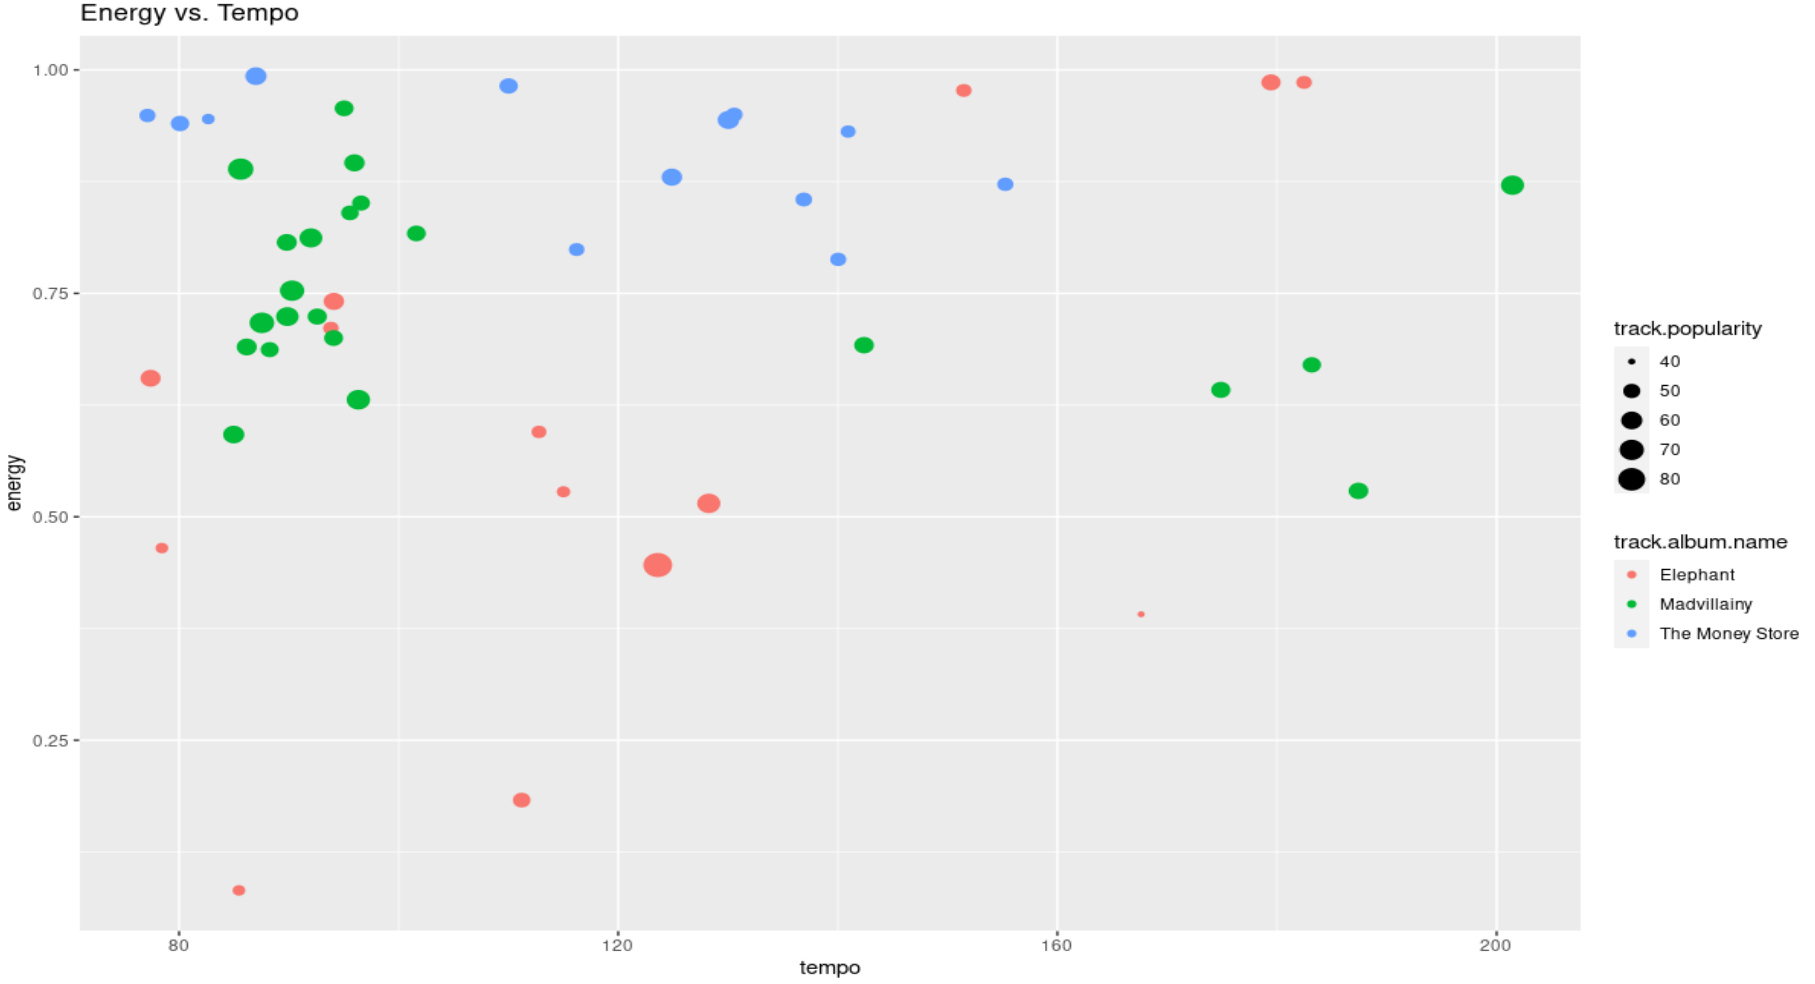 Energy vs. Tempo
1.00
0.75
0.50
0.25
energy
80
120
160
200
tempo
track.popularity
40
50
60
70
80
track.album.name
Elephant
Madvillainy
The Money Store